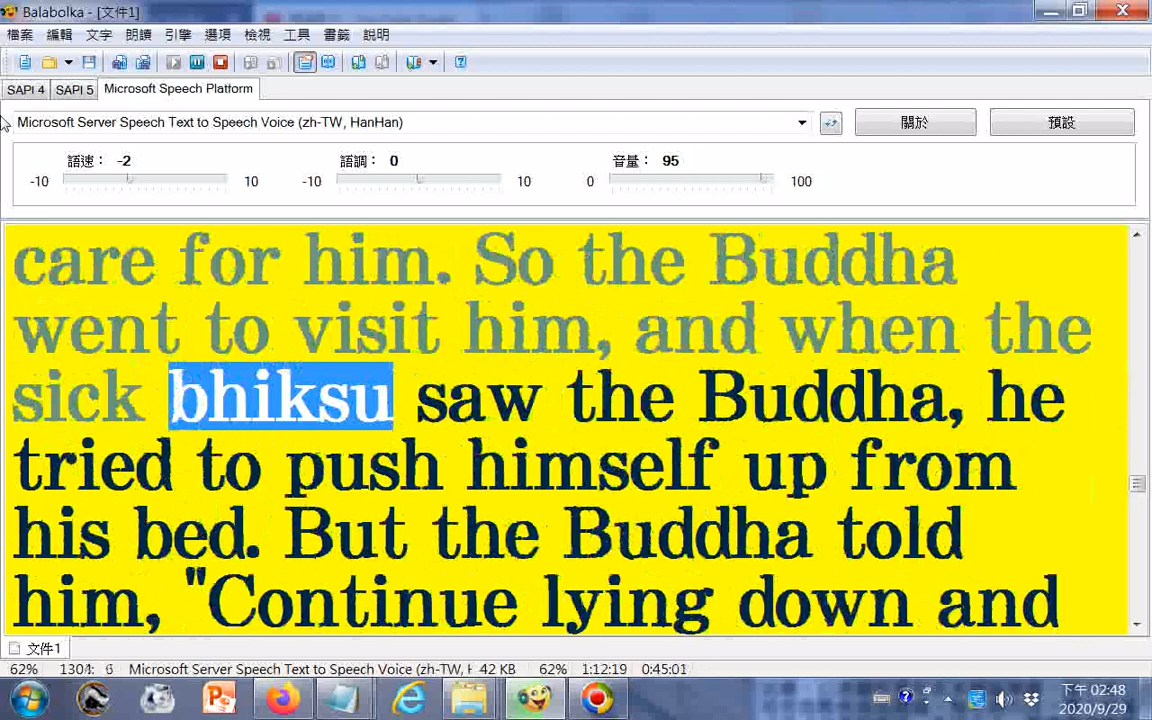 Balabolka - [文件1]
檔案 編輯 文字 朗讀 引擎 選項 檢視 工具 書籤 說明
SAPI 4 SAPI 5 Microsoft Speech Platform
Microsoft Server Speech Text to Speech Voice (zh-TW, HanHan) 關於 預設
語速： -2 語調： 0 音量： 95
-10 10 -10 10 0 100
care for him. So the Buddha
went to visit him, and when the
sick bhiksu saw the Buddha, he
tried to push himself up from
his bed. But the Buddha told
him, "Continue lying down and
文件1
62% 1304: 6 Microsoft Server Speech Text to Speech Voice (zh-TW, H 42 KB 62% 1:12:19 0:45:01
下午 02:48
2020/9/29